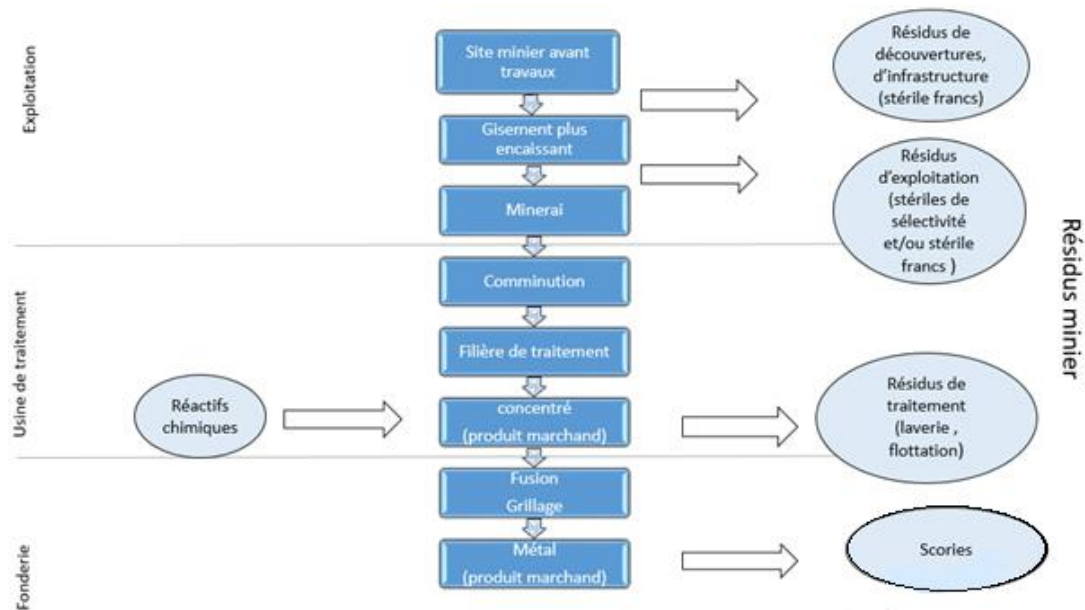 Exploitation
Site minier avant
travaux
Gisement plus
encaissant
Minerai
Résidus de
découvertes,
d'infrastructure
(stérile francs)
Résidus
d'exploitation
(stériles de
sélectivité
et/ou stérile
francs )
Résidus minier
Usine de traitement
Comminution
Filière de traitement
Réactifs
chimiques
concentré
(produit marchand)
Résidus de
traitement
(laverie ,
flottation)
Fonderie
Fusion
Grillage
Métal
(produit marchand)
Scories